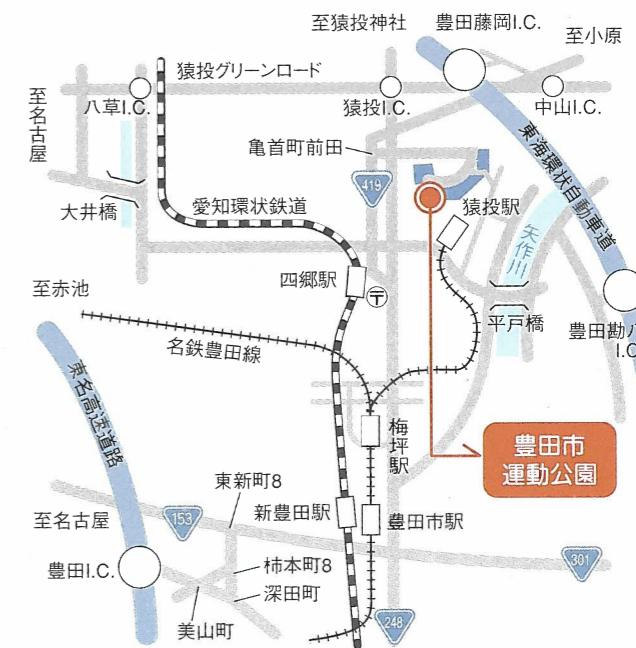 至猿投神社
豊田藤岡I.C.
至小原
猿投グリーンロード
至名古屋
八草I.C.
猿投I.C.
中山I.C.
亀首町前田
東海環状自動車道
419
大井橋
愛知環状鉄道
猿投駅
矢作川
四郷駅
〒
至赤池
平戸橋
豊田勘八
I.C.
名鉄豊田線
東名高速道路
梅坪駅
豊田市
運動公園
東新町8
153
新豊田駅
豊田市駅
至名古屋
301
豊田I.C.
柿本町8
深田町
美山町
248